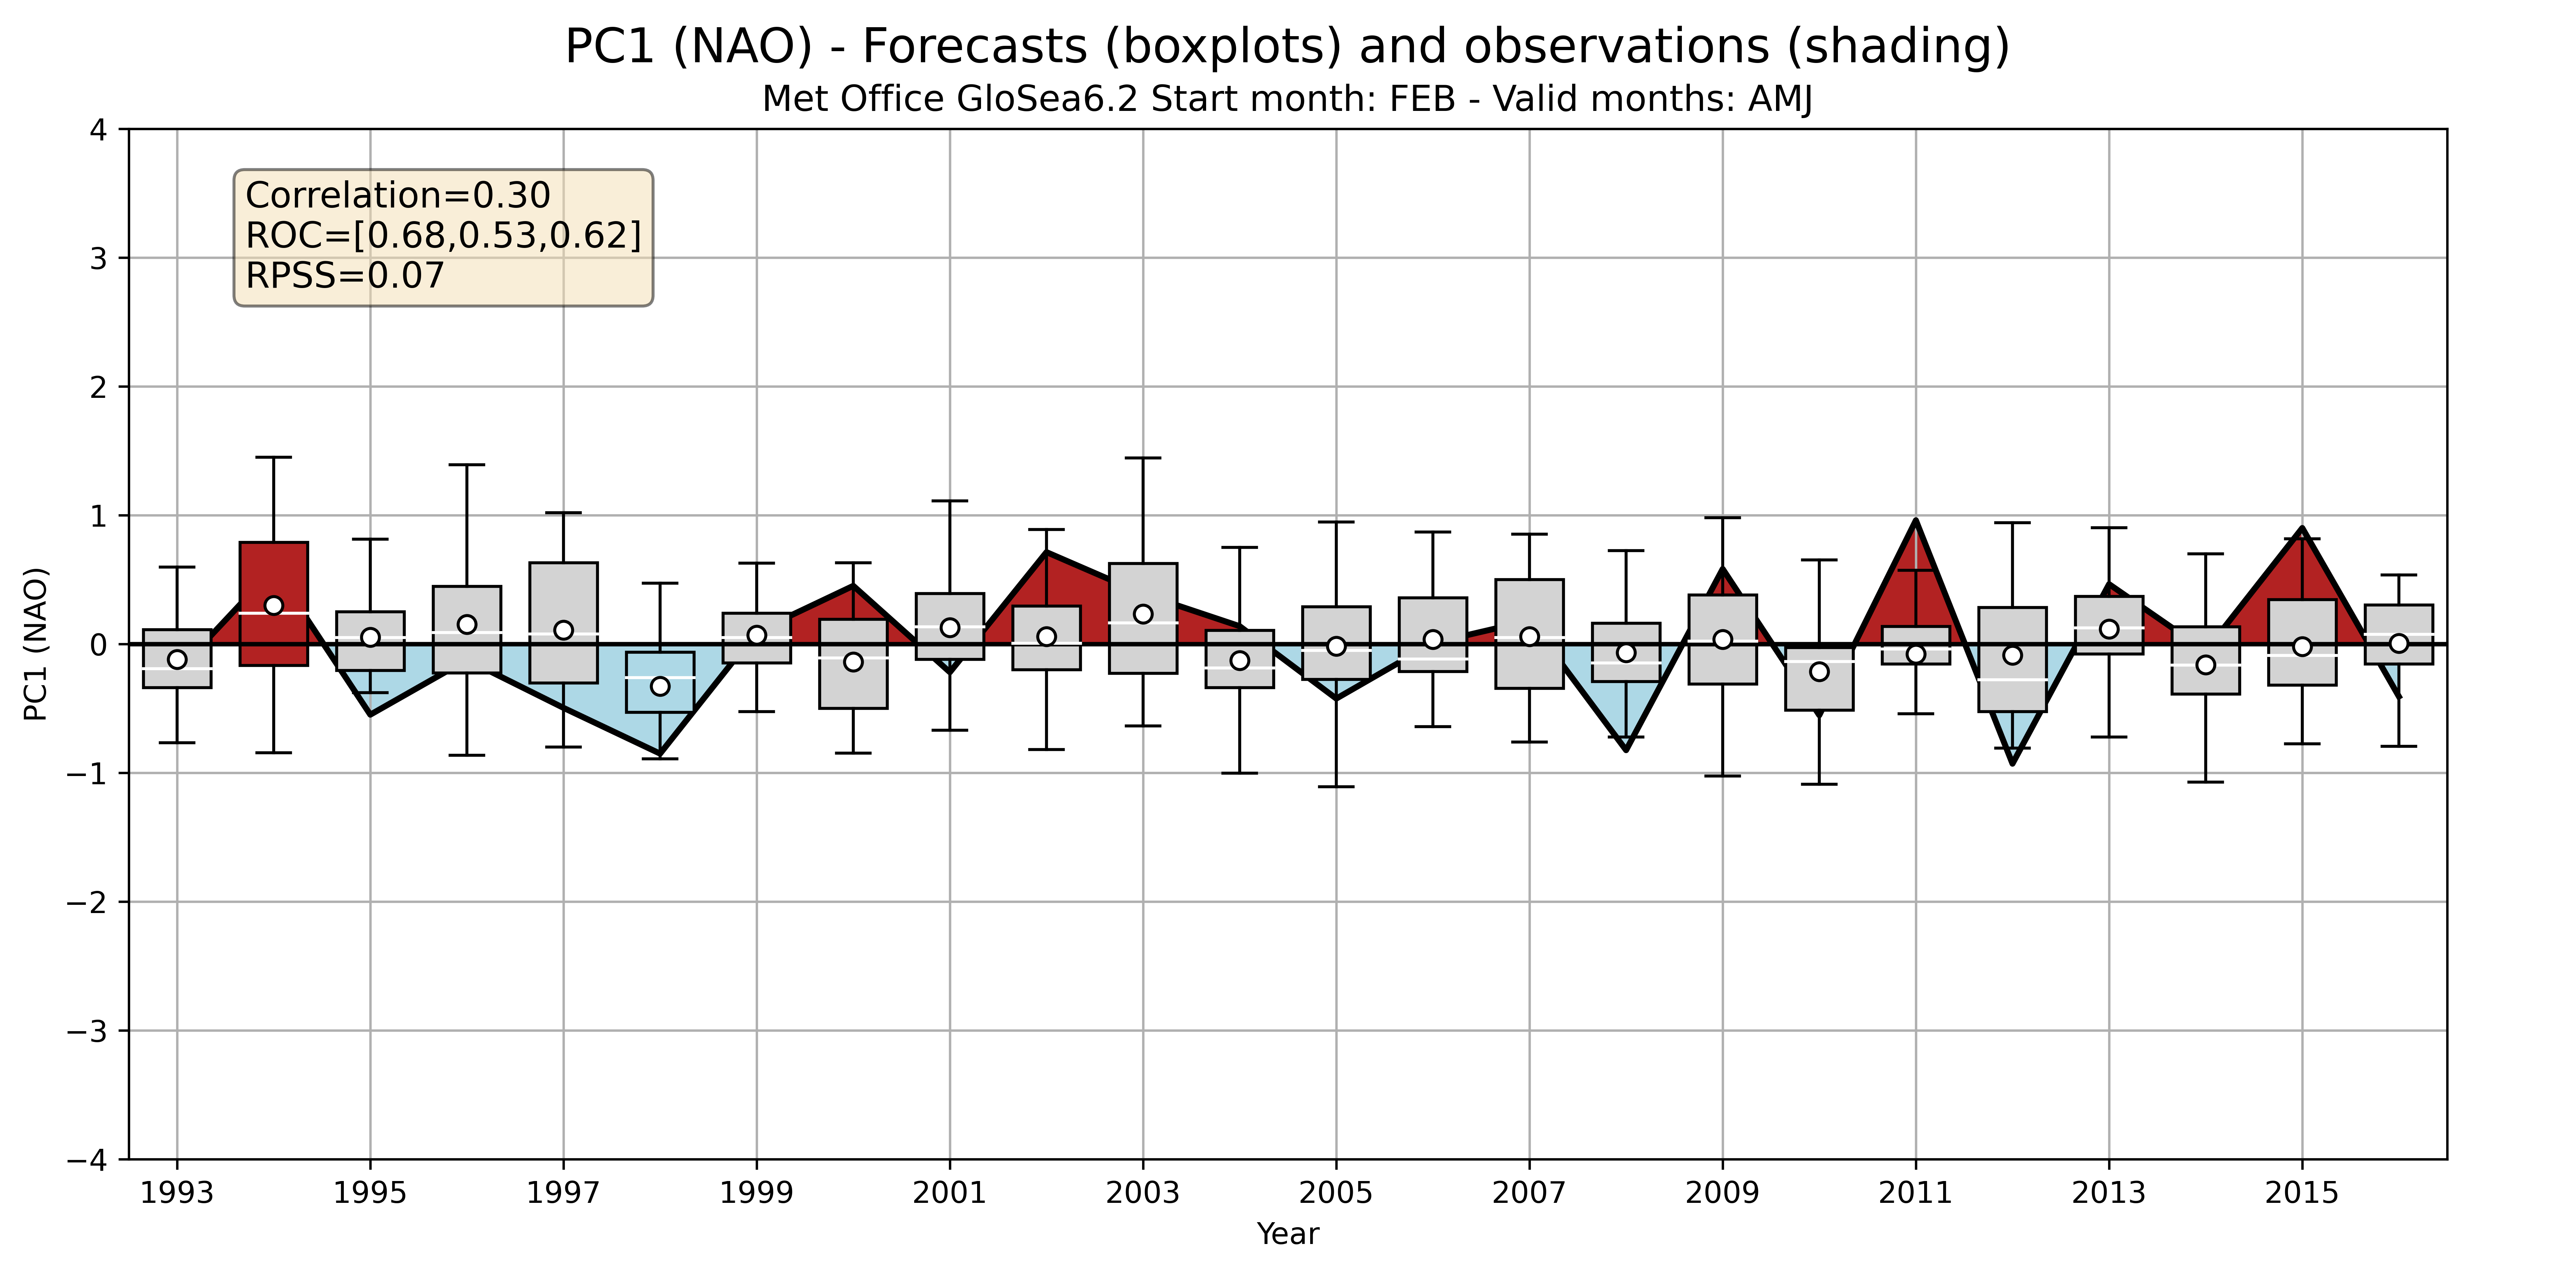 PC1 (NAO) - Forecasts (boxplots) and observations (shading)
Met Office GloSea6.2 Start month: FEB - Valid months: AMJ
Correlation=0.30
ROC=[0.68,0.53,0.62]
RPSS=0.07
PC1 (NAO)
4
3
2
1
0
−1
−2
−3
−4
1993 1995 1997 1999 2001 2003 2005 2007 2009 2011 2013 2015
Year